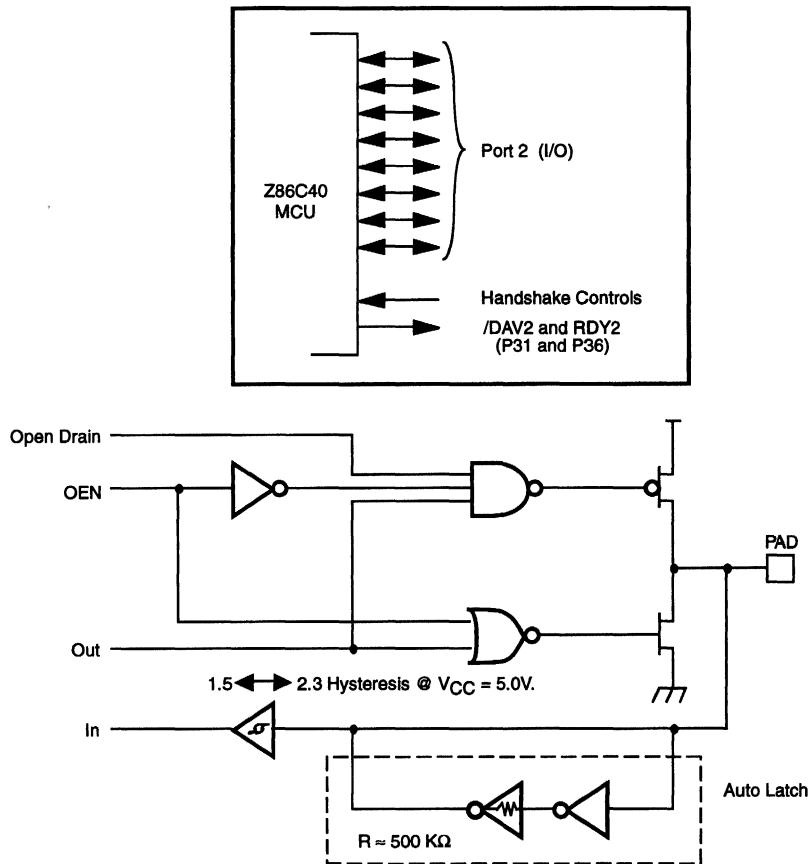 Z86C40
MCU
Port 2 (I/O)
Handshake Controls
/DAV2 and RDY2
(P31 and P36)
Open Drain
OEN
PAD
Out
1.5 2.3 Hysteresis @ VCC = 5.0V.
In
Auto Latch
R ≈ 500 KΩ